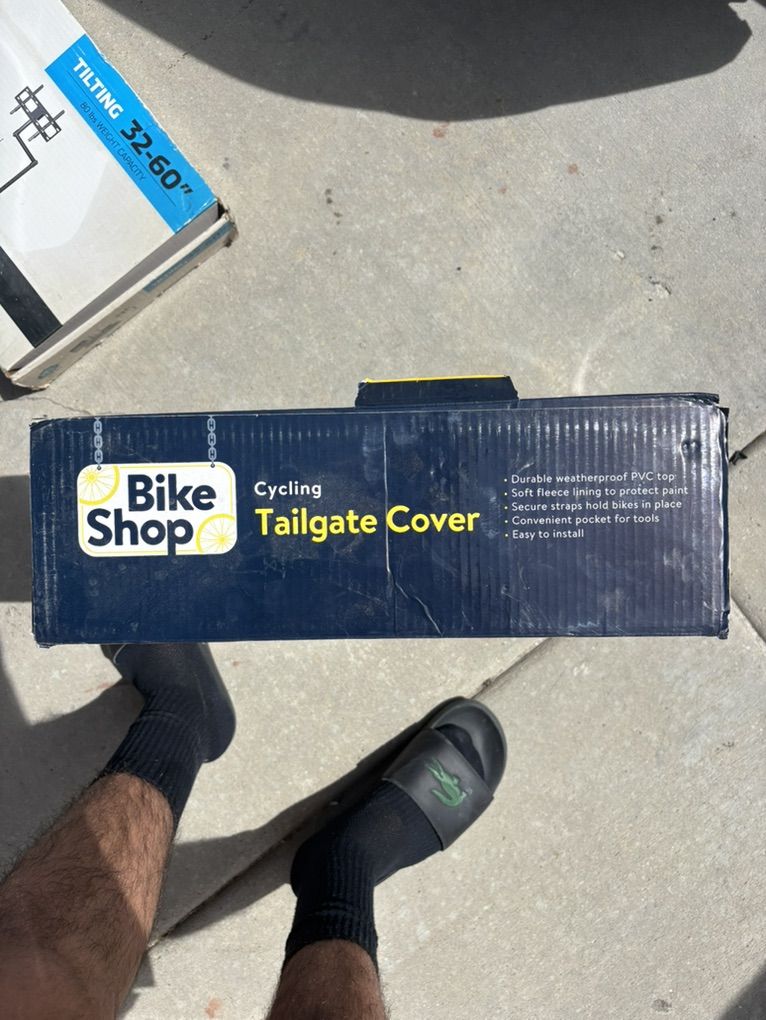 TILTING 32-60"
80 lbs WEIGHT CAPACITY
Bike
Shop
Cycling
Tailgate Cover
• Durable weatherproof PVC top
• Soft fleece lining to protect paint
• Secure straps hold bikes in place
• Convenient pocket for tools
• Easy to install